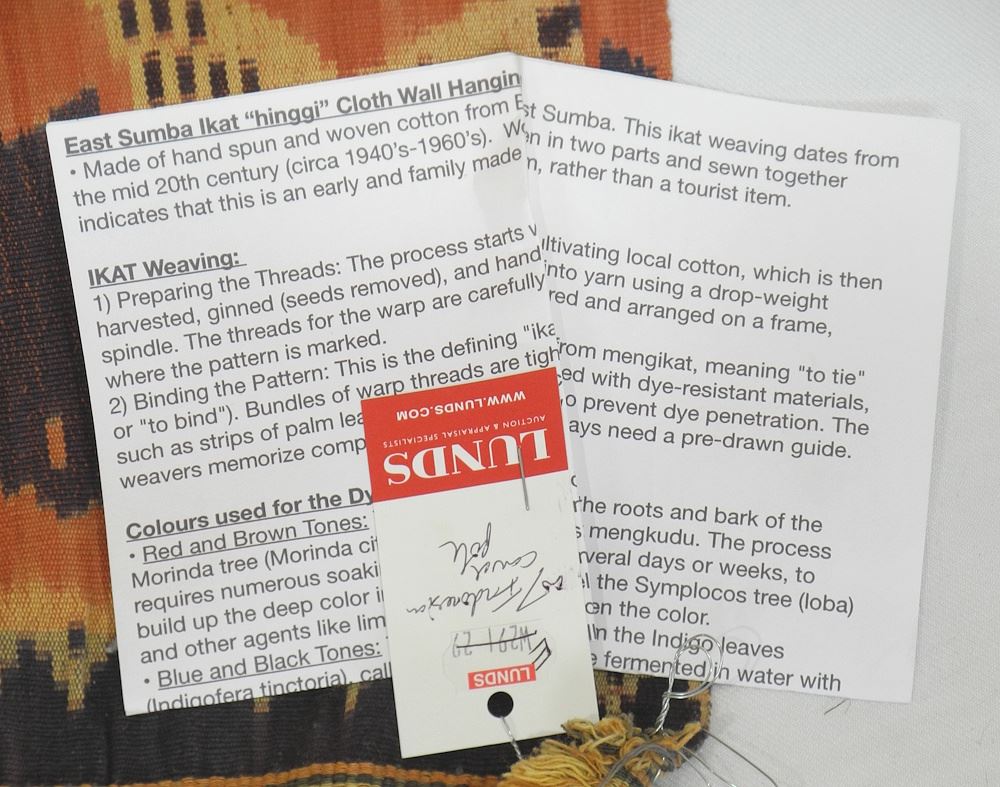 East Sumba Ikat “hinggi” Cloth Wall Hangin
• Made of hand spun and woven cotton from E st Sumba. This ikat weaving dates from
the mid 20th century (circa 1940's-1960's). Wo n in two parts and sewn together
indicates that this is an early and family made n, rather than a tourist item.
IKAT Weaving:
1) Preparing the Threads: The process starts w ltivating local cotton, which is then
harvested, ginned (seeds removed), and hand into yarn using a drop-weight
spindle. The threads for the warp are carefully red and arranged on a frame,
where the pattern is marked.
2) Binding the Pattern: This is the defining "ika from mengikat, meaning "to tie"
or "to bind"). Bundles of warp threads are tigh ed with dye-resistant materials,
such as strips of palm lea o prevent dye penetration. The
weavers memorize comp ays need a pre-drawn guide.
Colours used for the Dy
• Red and Brown Tones: he roots and bark of the
Morinda tree (Morinda cit s mengkudu. The process
requires numerous soaki veral days or weeks, to
build up the deep color i l the Symplocos tree (loba)
and other agents like lim en the color.
• Blue and Black Tones: in the Indigo leaves
(Indigofera tinctoria), call e fermented in water with
LUNDS
Indonesian
WWW.LUNDS.COM
AUCTION & APPRAISAL SPECIALISTS
LUNDS